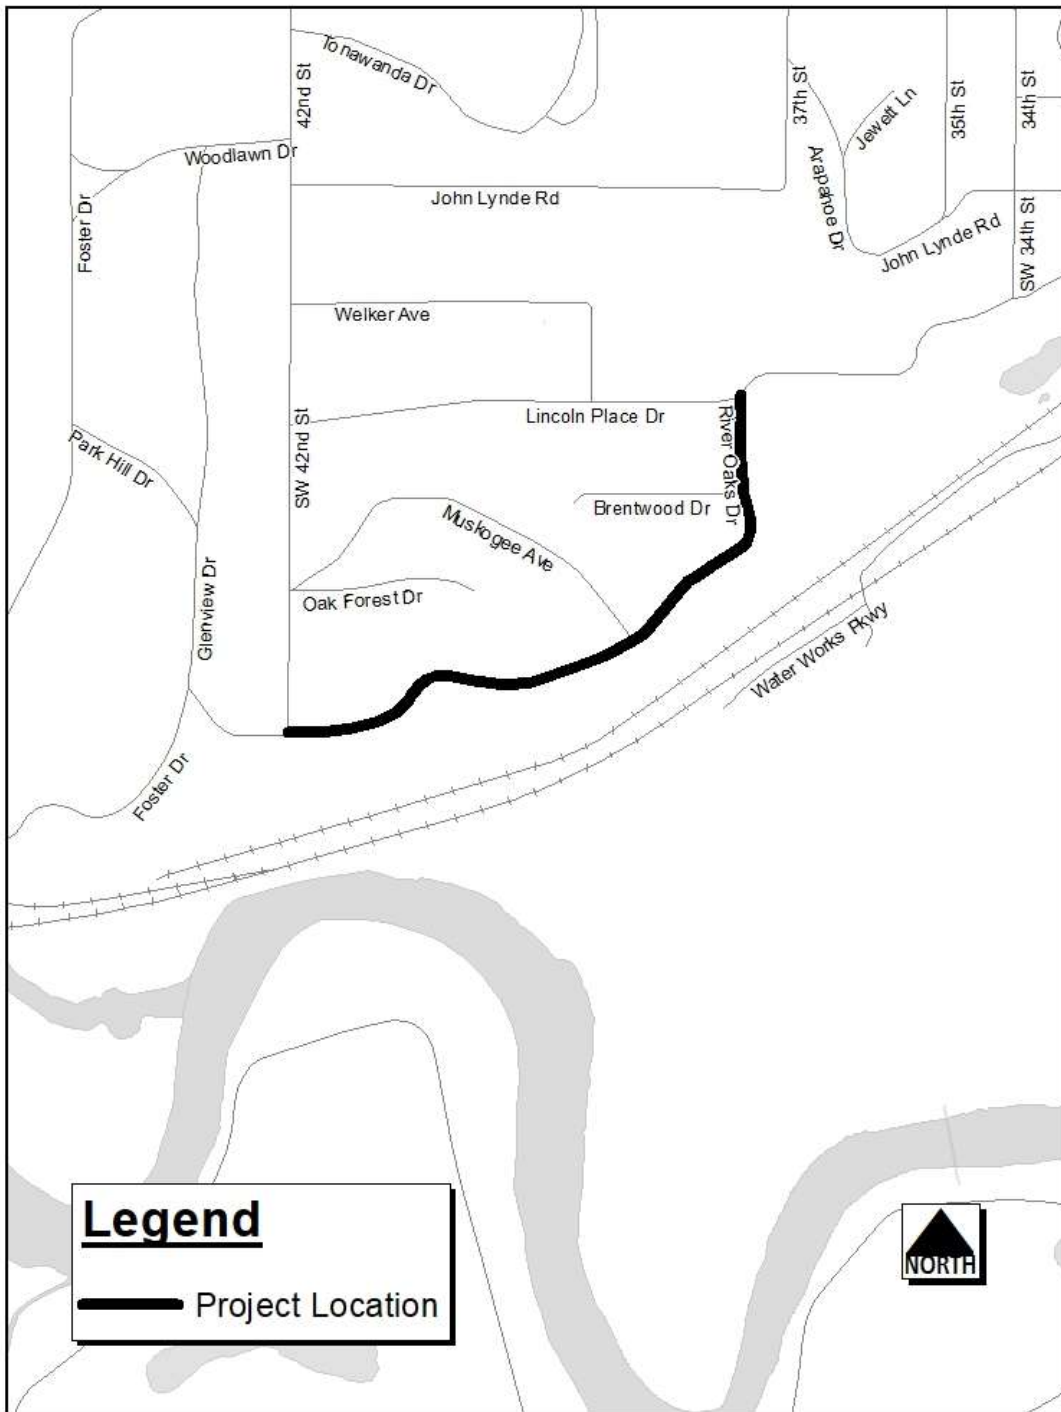 Tonawanda Dr
42nd St
37th St
Jewett Ln
35th St
34th St
Woodlawn Dr
Arapahoe Dr
John Lynde Rd
Foster Dr
John Lynde Rd
SW 34th St
Welker Ave
Lincoln Place Dr
River Oaks Dr
Park Hill Dr
SW 42nd St
Brentwood Dr
Muskogee Ave
Glenview Dr
Oak Forest Dr
Water Works Pkwy
Foster Dr
Legend
Project Location
NORTH